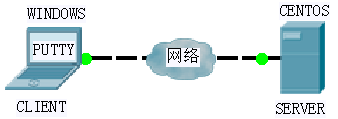 WINDOWS
CENTOS
PUTTY
网络
CLIENT
SERVER